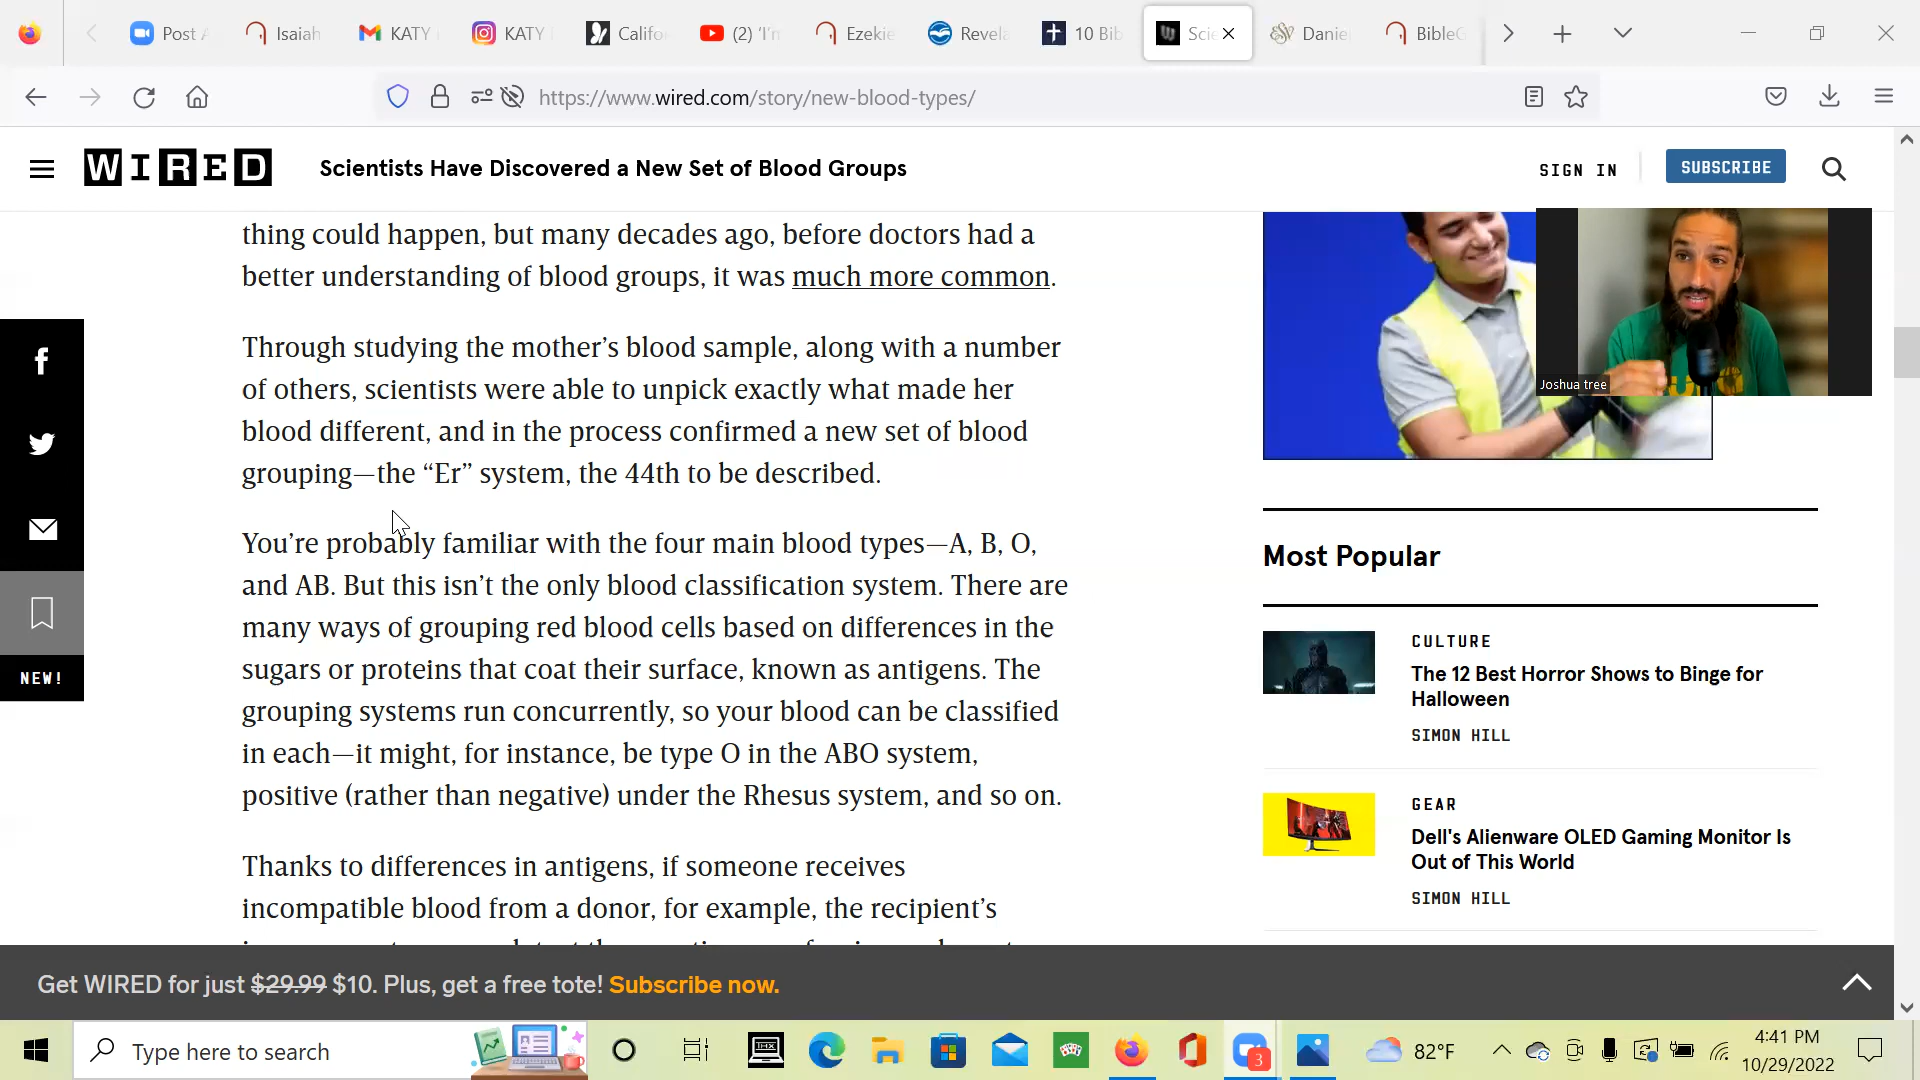 Post A
Isaiah
KATY
KATY
Califo
(2) 'I'm
Ezekie
Revela
10 Bib
Scie
Danie
BibleG
https://www.wired.com/story/new-blood-types/
WIRED
Scientists Have Discovered a New Set of Blood Groups
SIGN IN
SUBSCRIBE
thing could happen, but many decades ago, before doctors had a
better understanding of blood groups, it was much more common.
Through studying the mother’s blood sample, along with a number
of others, scientists were able to unpick exactly what made her
blood different, and in the process confirmed a new set of blood
grouping—the “Er” system, the 44th to be described.
You’re probably familiar with the four main blood types—A, B, O,
and AB. But this isn’t the only blood classification system. There are
many ways of grouping red blood cells based on differences in the
sugars or proteins that coat their surface, known as antigens. The
grouping systems run concurrently, so your blood can be classified
in each—it might, for instance, be type O in the ABO system,
positive (rather than negative) under the Rhesus system, and so on.
Thanks to differences in antigens, if someone receives
incompatible blood from a donor, for example, the recipient’s
NEW!
Joshua tree
Most Popular
CULTURE
The 12 Best Horror Shows to Binge for
Halloween
SIMON HILL
GEAR
Dell's Alienware OLED Gaming Monitor Is
Out of This World
SIMON HILL
Get WIRED for just $29.99 $10. Plus, get a free tote! Subscribe now.
Type here to search
THX
3
82°F
4:41 PM
10/29/2022